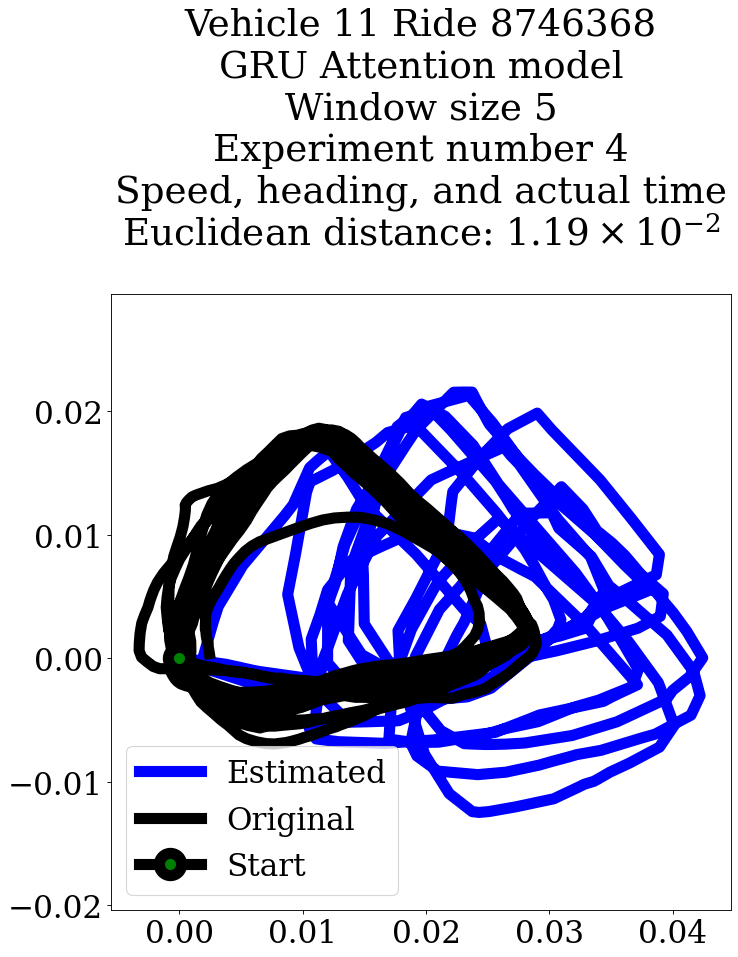 Vehicle 11 Ride 8746368
GRU Attention model
Window size 5
Experiment number 4
Speed, heading, and actual time
Euclidean distance: 1.19 × 10⁻²
0.02
0.01
0.00
−0.01
−0.02
Estimated
Original
Start
0.00 0.01 0.02 0.03 0.04